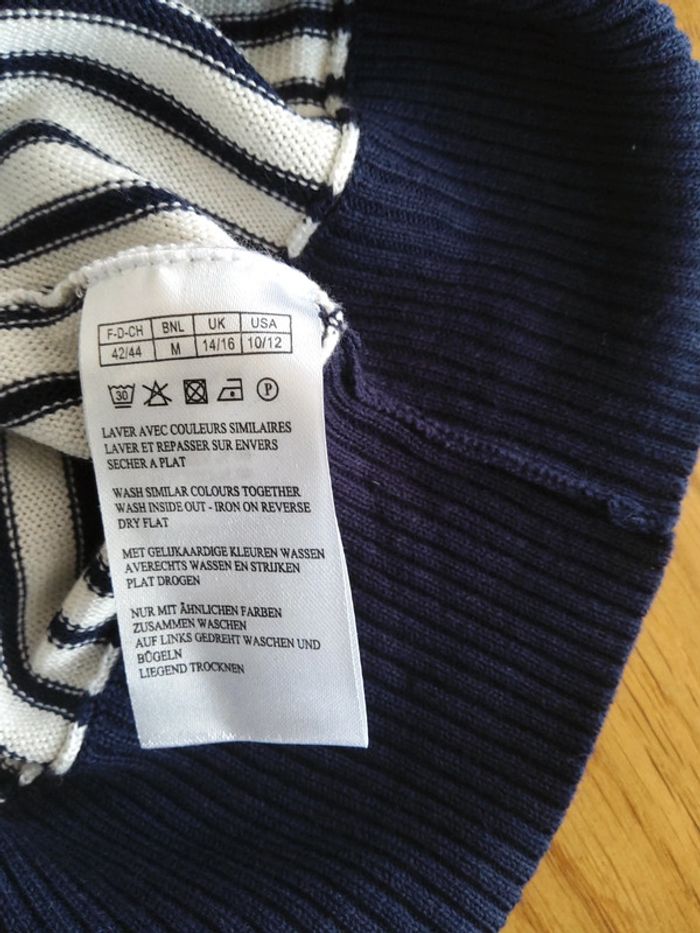 F-D-CH BNL UK USA
42/44 M 14/16 10/12
30 P
LAVER AVEC COULEURS SIMILAIRES
LAVER ET REPASSER SUR ENVERS
SECHER A PLAT
WASH SIMILAR COLOURS TOGETHER
WASH INSIDE OUT - IRON ON REVERSE
DRY FLAT
MET GELIJKAARDIGE KLEUREN WASSEN
AVERECHTS WASSEN EN STRIJKEN
PLAT DROGEN
NUR MIT ÄHNLICHEN FARBEN
ZUSAMMEN WASCHEN
AUF LINKS GEDREHT WASCHEN UND
BÜGELN
LIEGEND TROCKNEN